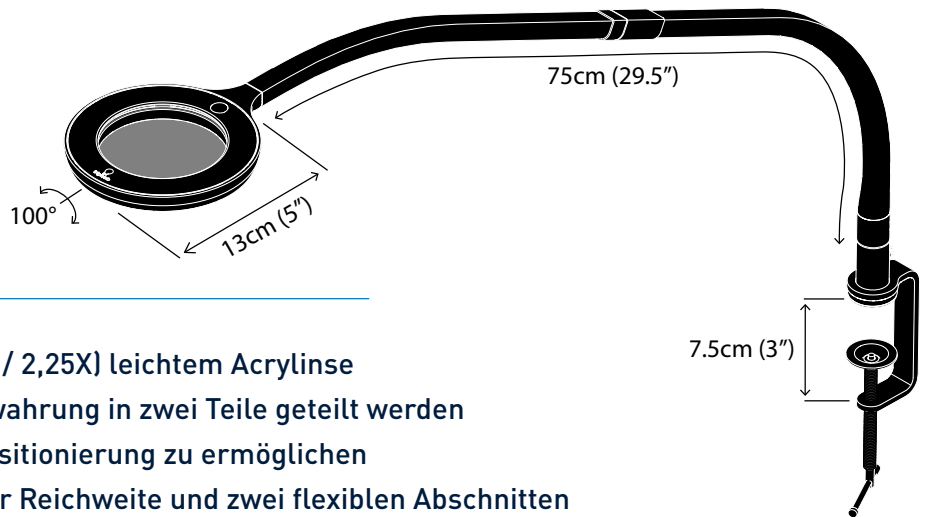 75cm (29.5”)
100°
13cm (5”)
7.5cm (3”)
/ 2,25X) leichtem Acrylinse
wahrung in zwei Teile geteilt werden
sitionierung zu ermöglichen
r Reichweite und zwei flexiblen Abschnitten